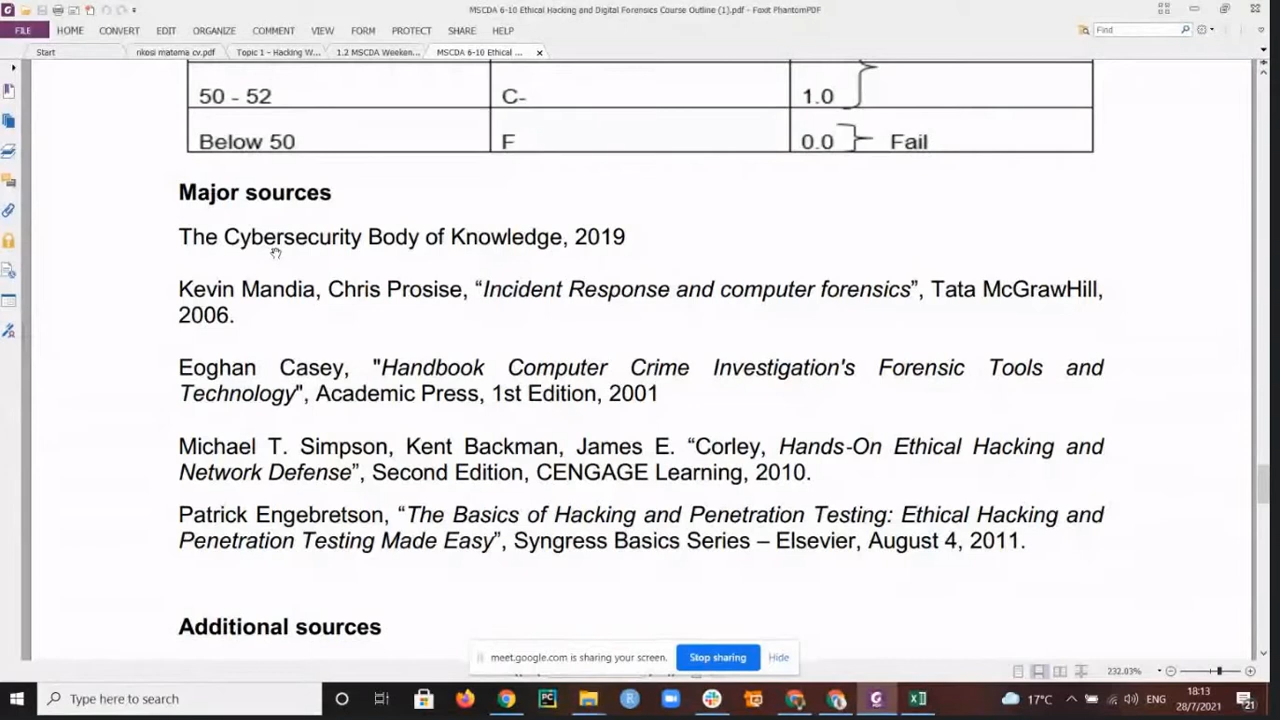 MSCDA 6-10 Ethical Hacking and Digital Forensics Course Outline (1).pdf - Foxit PhantomPDF
FILE HOME CONVERT EDIT ORGANIZE COMMENT VIEW FORM PROTECT SHARE HELP Find
Start nkosi matema cv.pdf Topic 1 - Hacking W... 1.2 MSCDA Weeken... MSCDA 6-10 Ethical ...
50 - 52 C- 1.0
Below 50 F 0.0 Fail
Major sources
The Cybersecurity Body of Knowledge, 2019
Kevin Mandia, Chris Prosise, “Incident Response and computer forensics”, Tata McGrawHill,
2006.
Eoghan Casey, "Handbook Computer Crime Investigation's Forensic Tools and
Technology", Academic Press, 1st Edition, 2001
Michael T. Simpson, Kent Backman, James E. “Corley, Hands-On Ethical Hacking and
Network Defense”, Second Edition, CENGAGE Learning, 2010.
Patrick Engebretson, “The Basics of Hacking and Penetration Testing: Ethical Hacking and
Penetration Testing Made Easy”, Syngress Basics Series – Elsevier, August 4, 2011.
Additional sources
meet.google.com is sharing your screen. Stop sharing Hide
232.03%
Type here to search 17°C ENG 18:13
28/7/2021 21